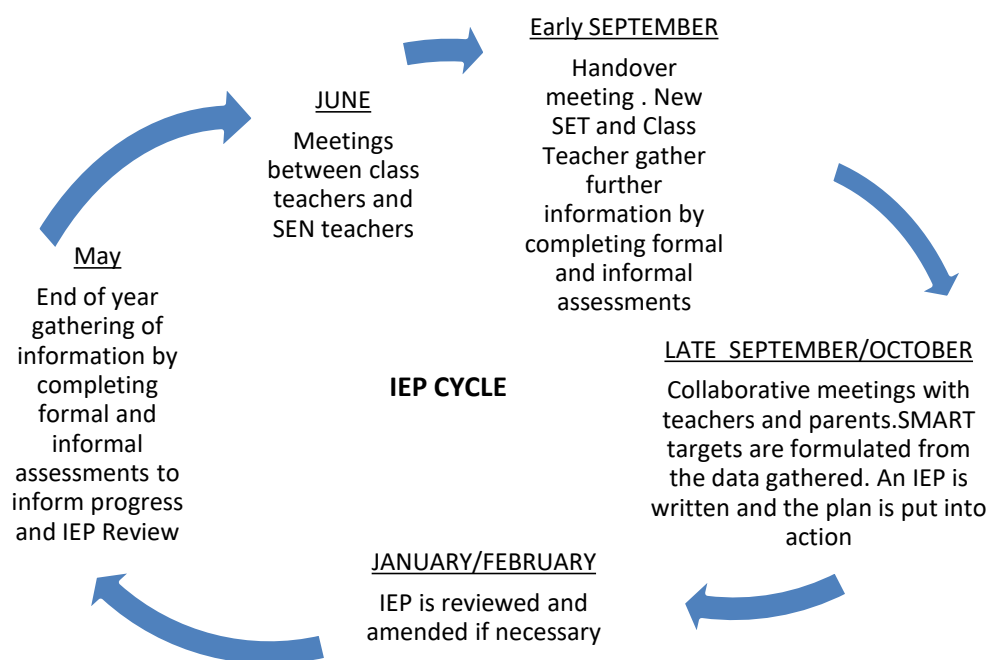 Early SEPTEMBER
Handover
meeting . New
SET and Class
Teacher gather
further
information by
completing formal
and informal
assessments
LATE  SEPTEMBER/OCTOBER
Collaborative meetings with
teachers and parents.SMART
targets are formulated from
the data gathered. An IEP is
written and the plan is put into
action
JANUARY/FEBRUARY
IEP is reviewed and
amended if necessary
May
End of year
gathering of
information by
completing
formal and
informal
assessments to
inform progress
and IEP Review
JUNE
Meetings
between class
teachers and
SEN teachers
IEP CYCLE